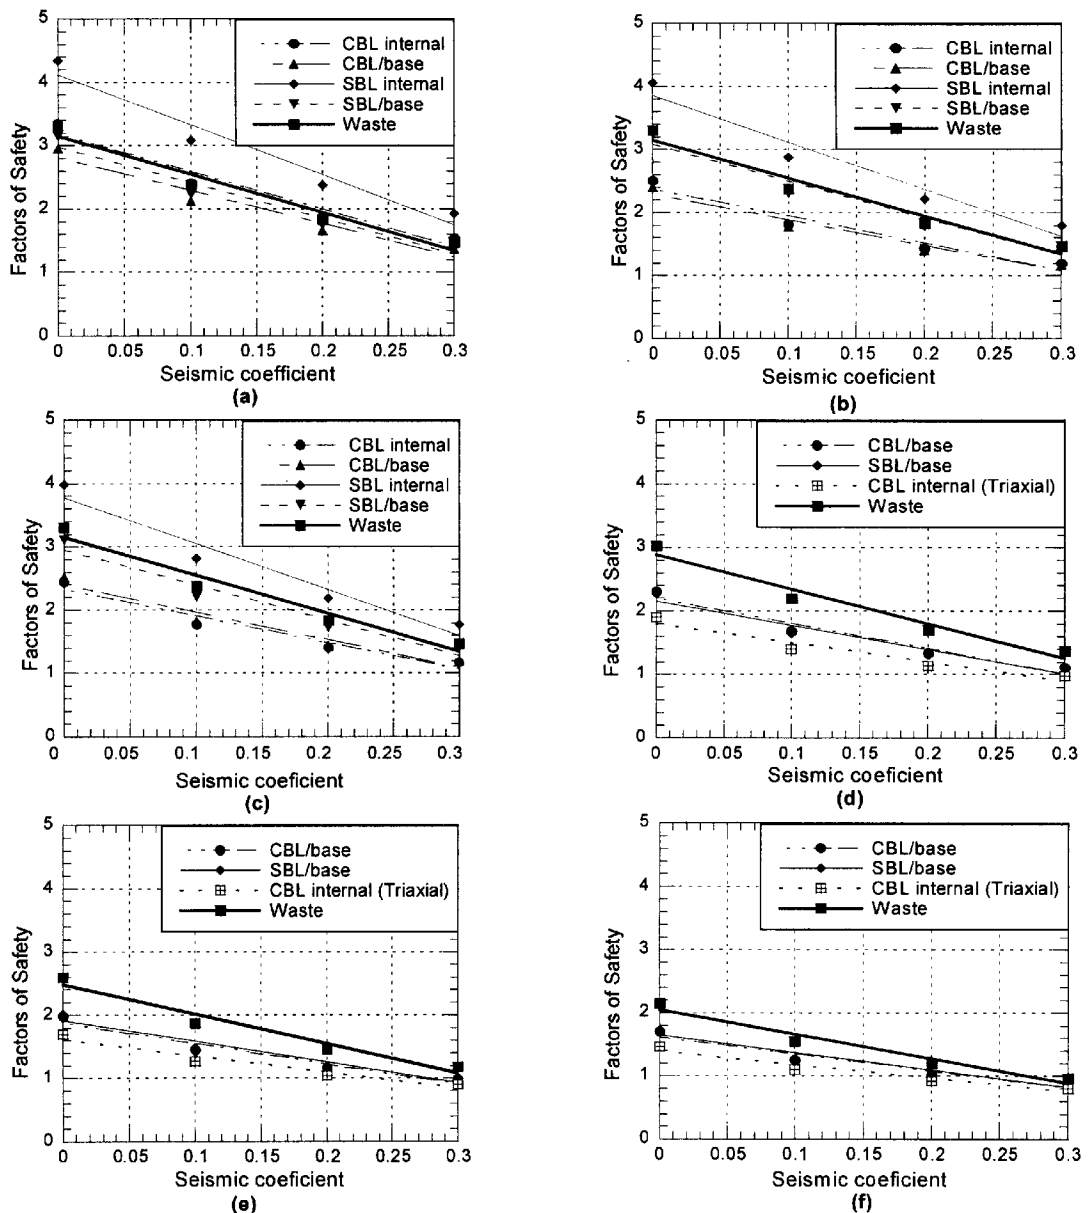 5
4
3
2
1
0
Factors of Safety
CBL internal
CBL/base
SBL internal
SBL/base
Waste
0 0.05 0.1 0.15 0.2 0.25 0.3
Seismic coefficient
(a)
5
4
3
2
1
0
Factors of Safety
CBL internal
CBL/base
SBL internal
SBL/base
Waste
0 0.05 0.1 0.15 0.2 0.25 0.3
Seismic coefficient
(b)
5
4
3
2
1
0
Factors of Safety
CBL internal
CBL/base
SBL internal
SBL/base
Waste
0 0.05 0.1 0.15 0.2 0.25 0.3
Seismic coeficient
(c)
5
4
3
2
1
0
Factors of Safety
CBL/base
SBL/base
CBL internal (Triaxial)
Waste
0 0.05 0.1 0.15 0.2 0.25 0.3
Seismic coeficient
(d)
5
4
3
2
1
0
Factors of Safety
CBL/base
SBL/base
CBL internal (Triaxial)
Waste
0 0.05 0.1 0.15 0.2 0.25 0.3
Seismic coeficient
(e)
5
4
3
2
1
0
Factors of Safety
CBL/base
SBL/base
CBL internal (Triaxial)
Waste
0 0.05 0.1 0.15 0.2 0.25 0.3
Seismic coeficient
(f)